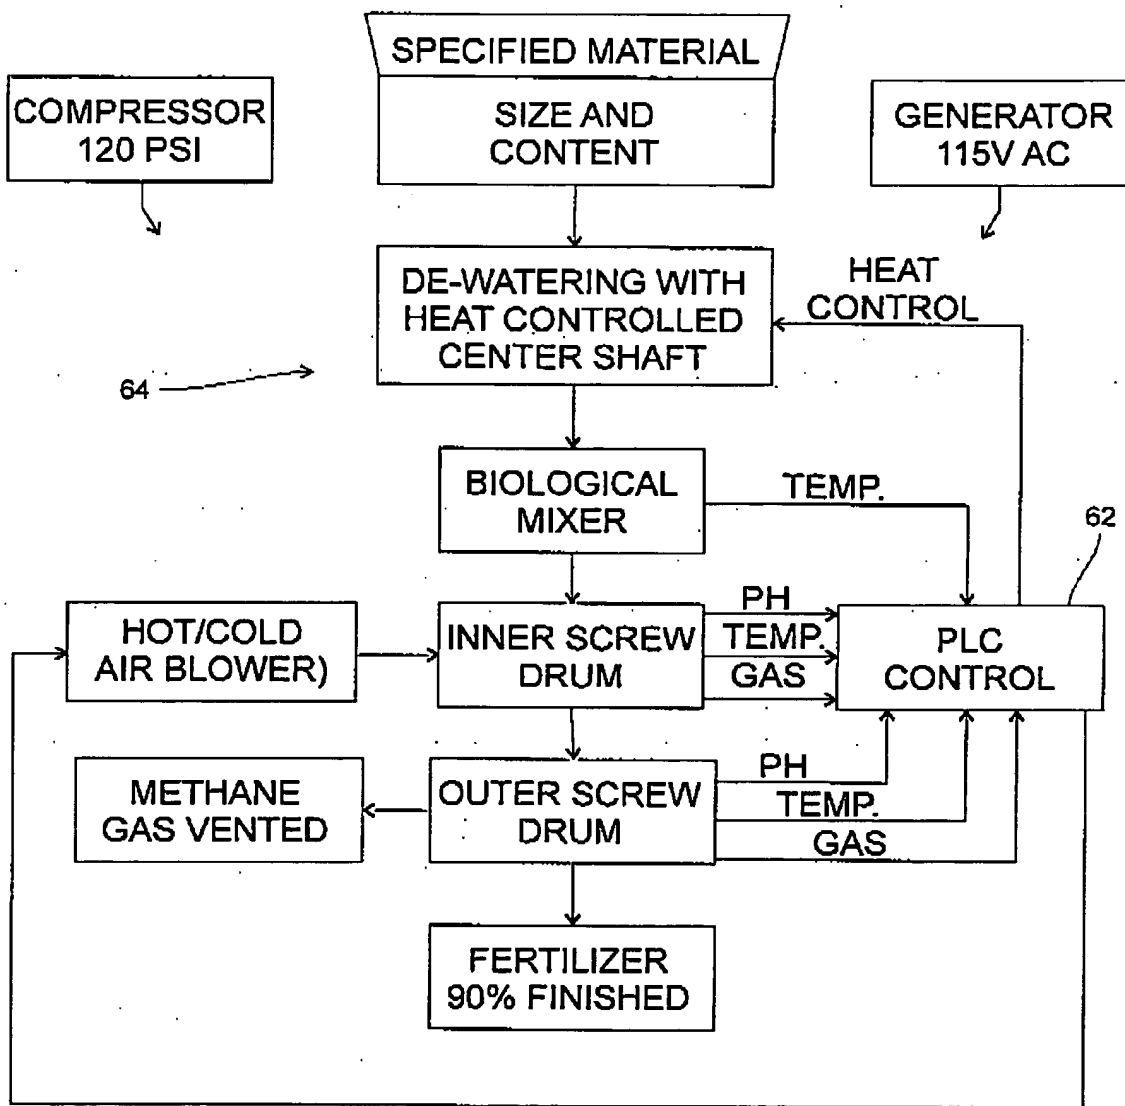 SPECIFIED MATERIAL
COMPRESSOR
120 PSI
SIZE AND
CONTENT
GENERATOR
115V AC
DE-WATERING WITH
HEAT CONTROLLED
CENTER SHAFT
HEAT
CONTROL
64
BIOLOGICAL
MIXER
TEMP.
62
HOT/COLD
AIR BLOWER)
INNER SCREW
DRUM
PH
TEMP.
GAS
PLC
CONTROL
METHANE
GAS VENTED
OUTER SCREW
DRUM
PH
TEMP.
GAS
FERTILIZER
90% FINISHED